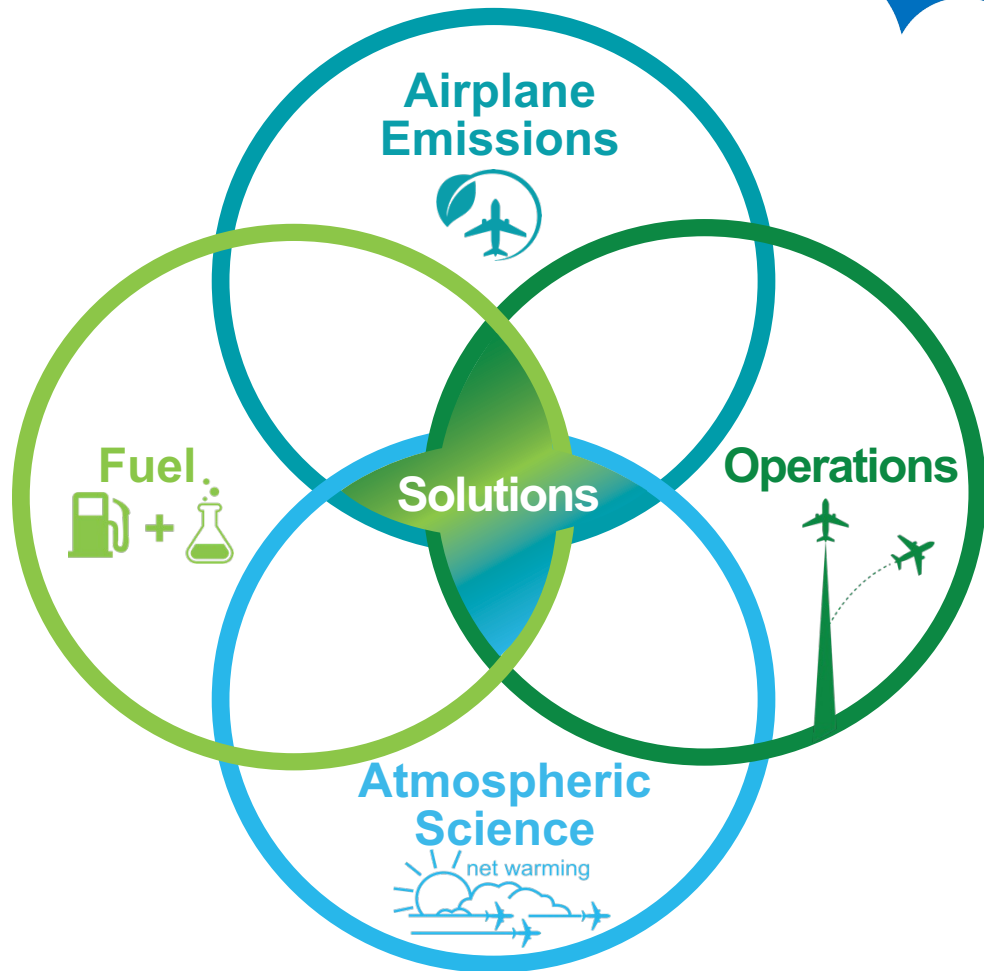 Airplane
Emissions
Fuel
+
Solutions
Operations
Atmospheric
Science
net warming